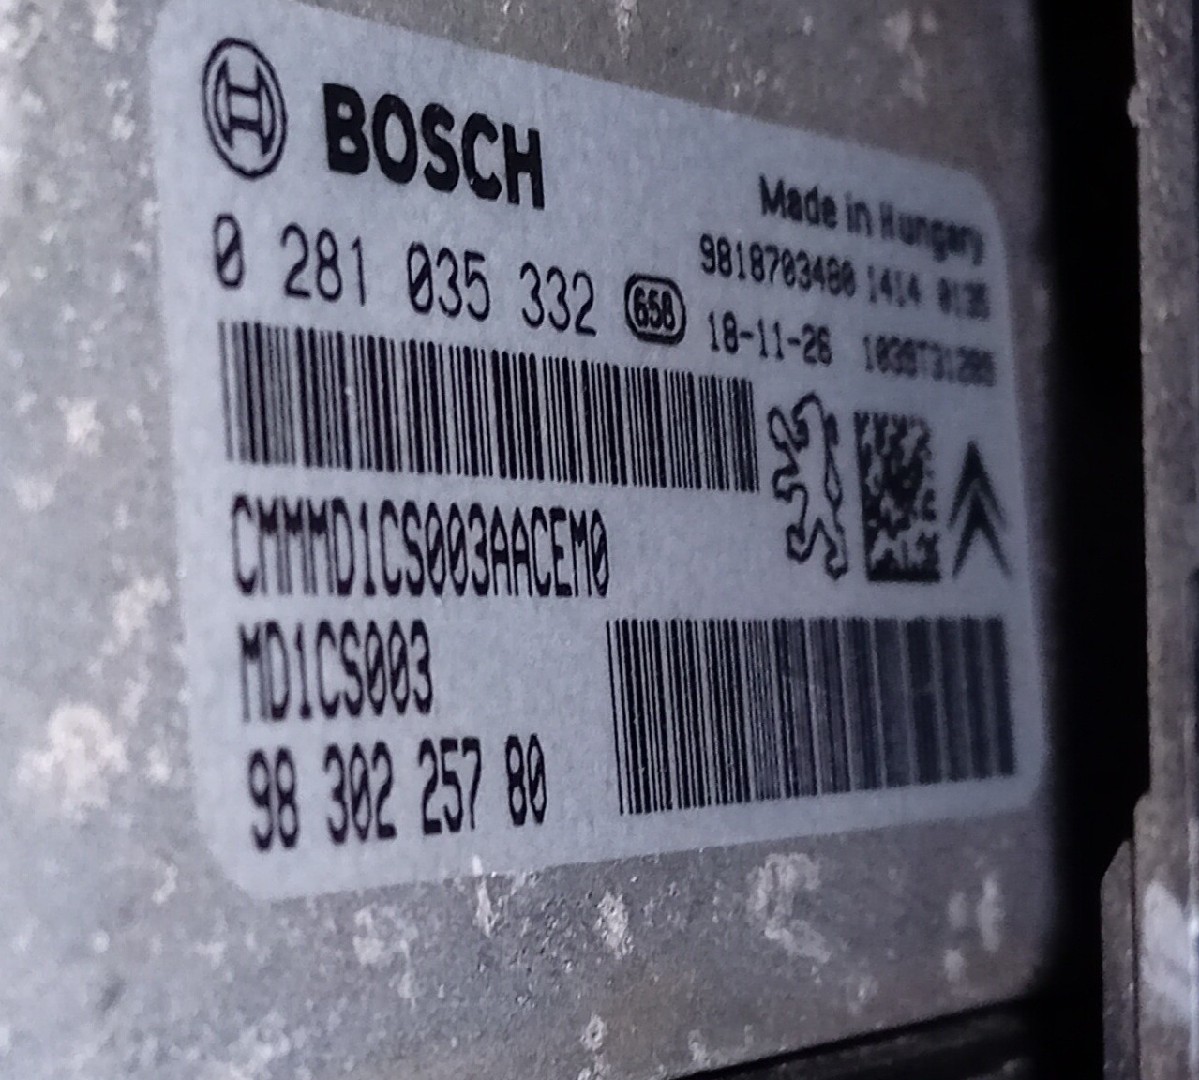 BOSCH
Made in Hungary
0 281 035 332 658
9818703480 1414
18-11-26
CMMMD1CS003AACEM0
MD1CS003
98 302 257 80